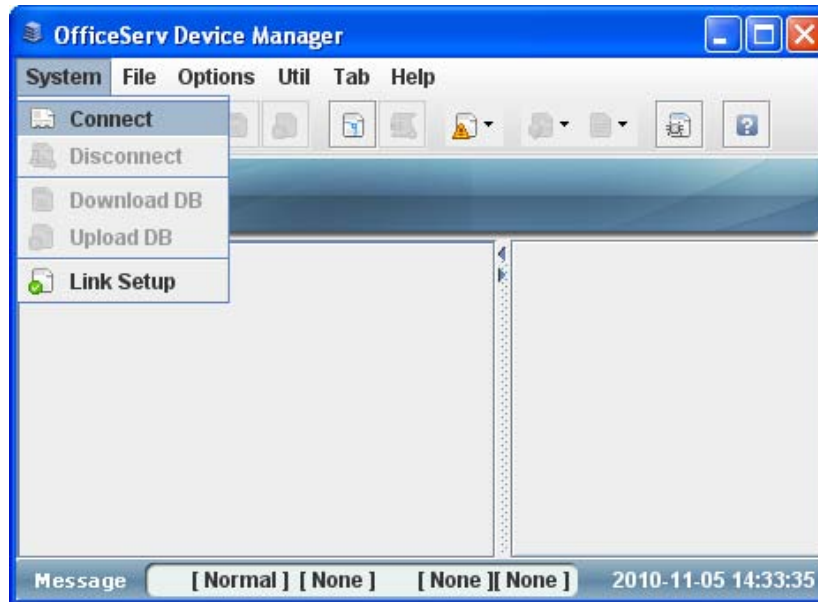 OfficeServ Device Manager
System File Options Util Tab Help
Connect
Disconnect
Download DB
Upload DB
Link Setup
Message [ Normal ] [ None ] [ None ][ None ] 2010-11-05 14:33:35